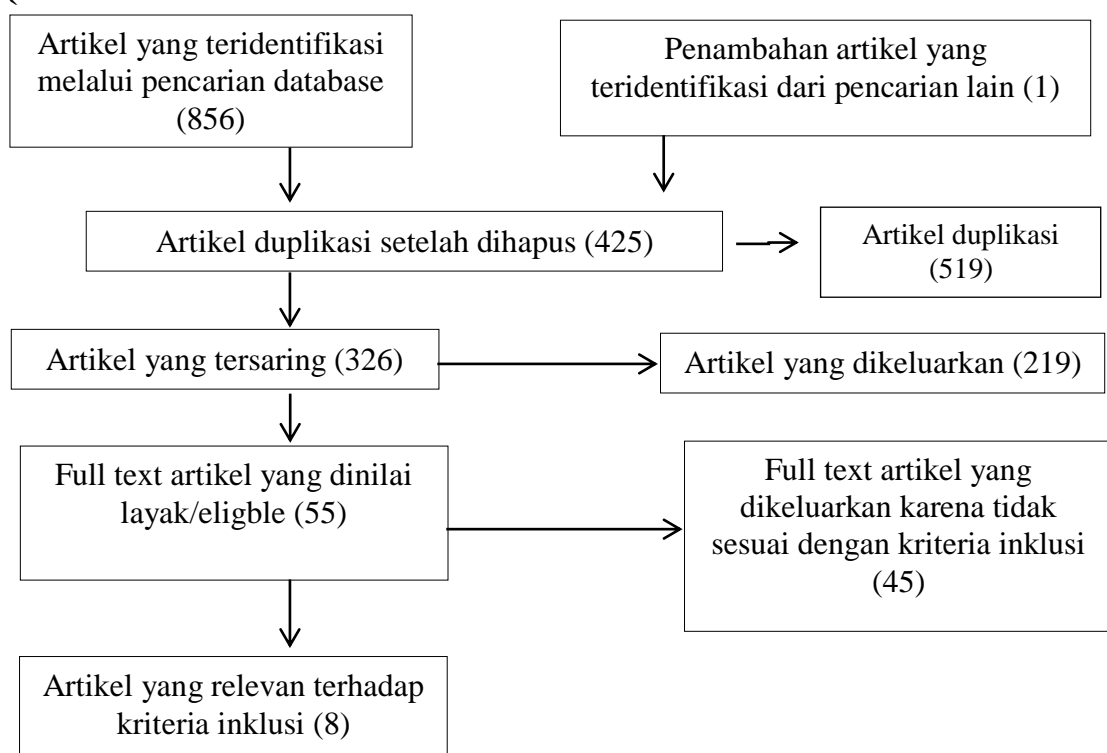 Artikel yang teridentifikasi
melalui pencarian database
(856)
Penambahan artikel yang
teridentifikasi dari pencarian lain (1)
Artikel duplikasi setelah dihapus (425)
Artikel duplikasi
(519)
Artikel yang tersaring (326)
Artikel yang dikeluarkan (219)
Full text artikel yang dinilai
layak/eligble (55)
Full text artikel yang
dikeluarkan karena tidak
sesuai dengan kriteria inklusi
(45)
Artikel yang relevan terhadap
kriteria inklusi (8)